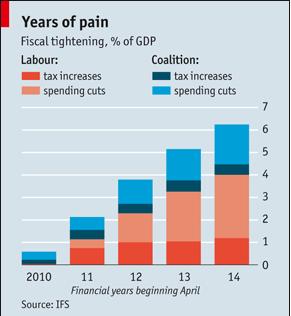 Years of pain
Fiscal tightening, % of GDP
Labour:
tax increases
spending cuts
Coalition:
tax increases
spending cuts
7
6
5
4
3
2
1
0
2010 11 12 13 14
Financial years beginning April
Source: IFS